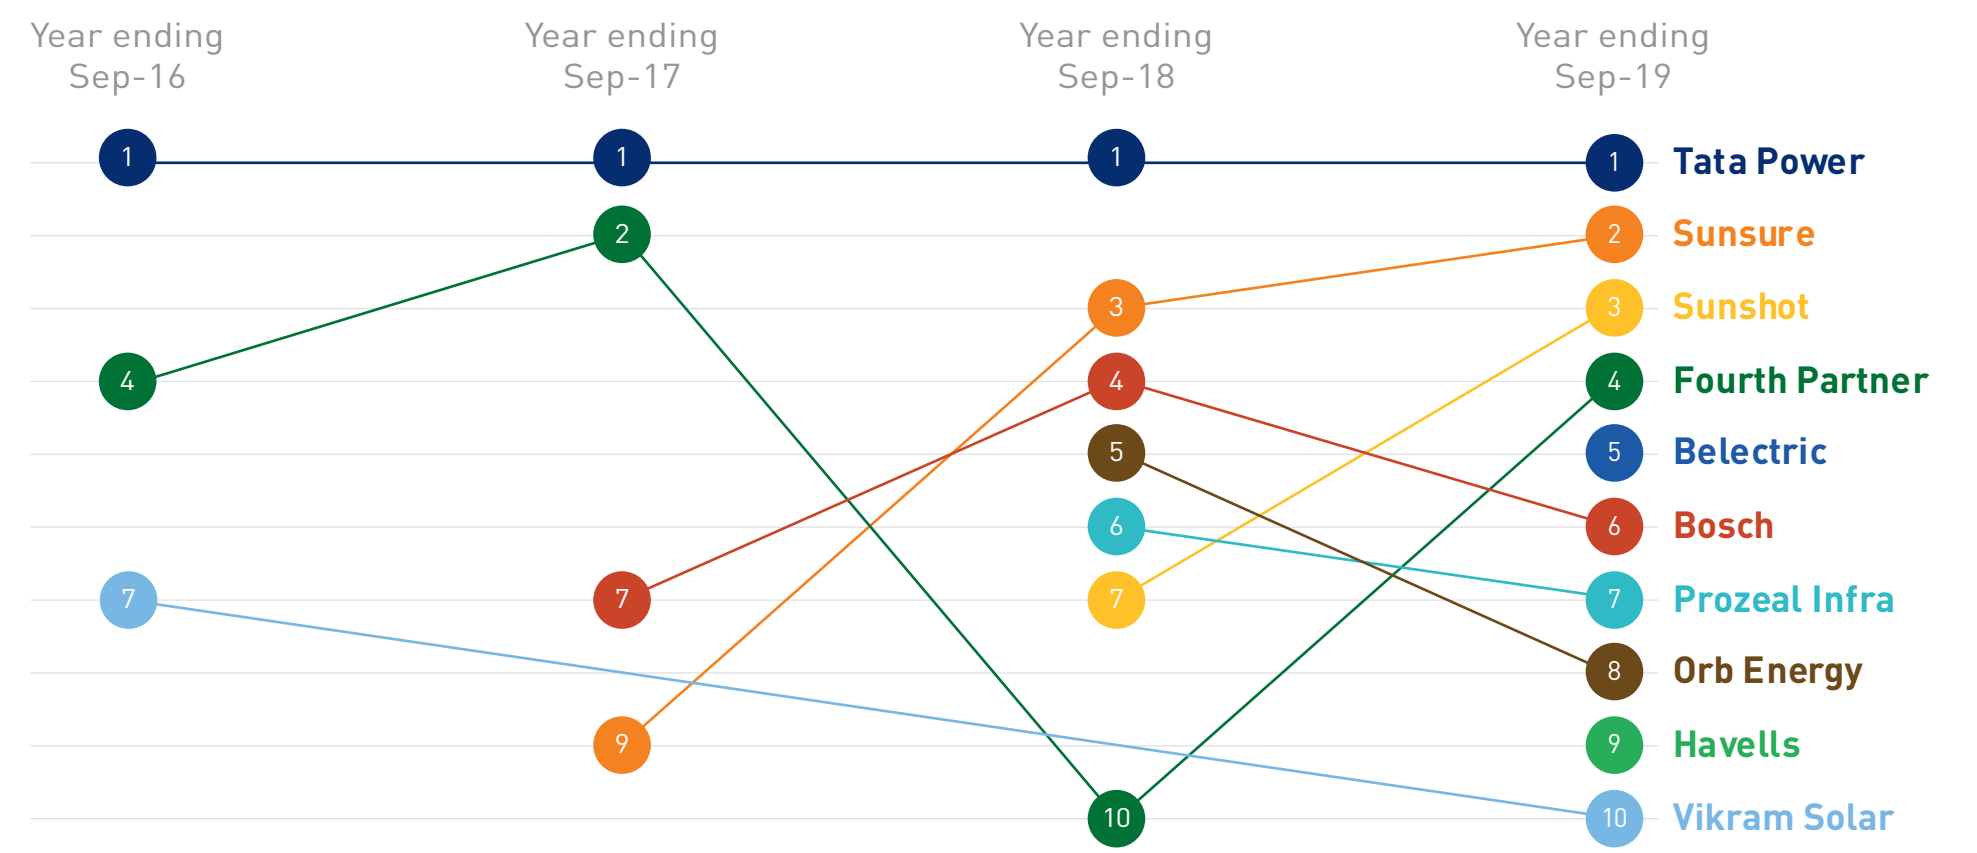 Year ending Year ending Year ending Year ending
Sep-16 Sep-17 Sep-18 Sep-19
1 1 1 1 Tata Power
2 2 Sunsure
3 3 Sunshot
4 4 4 Fourth Partner
5 5 Belectric
6 6 Bosch
7 7 7 7 Prozeal Infra
8 Orb Energy
9 9 Havells
10 10 Vikram Solar